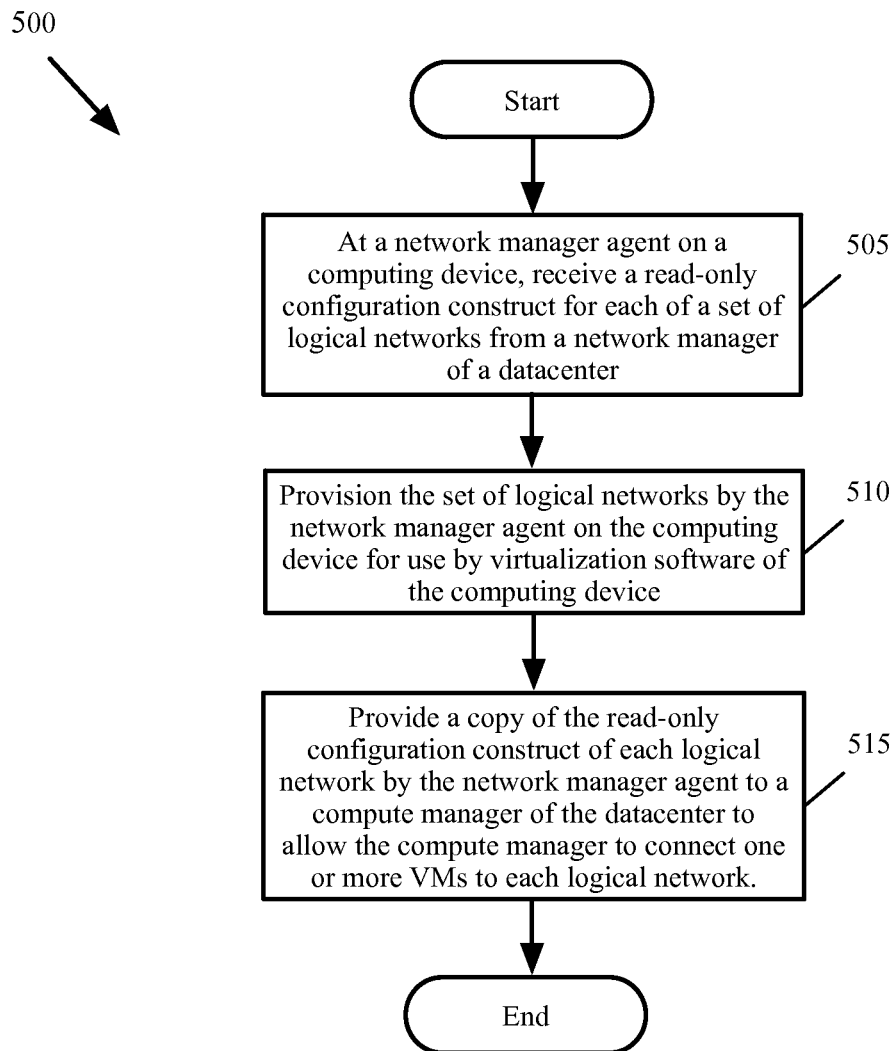 500
Start
At a network manager agent on a
computing device, receive a read-only
configuration construct for each of a set of
logical networks from a network manager
of a datacenter
505
Provision the set of logical networks by the
network manager agent on the computing
device for use by virtualization software of
the computing device
510
Provide a copy of the read-only
configuration construct of each logical
network by the network manager agent to a
compute manager of the datacenter to
allow the compute manager to connect one
or more VMs to each logical network.
515
End